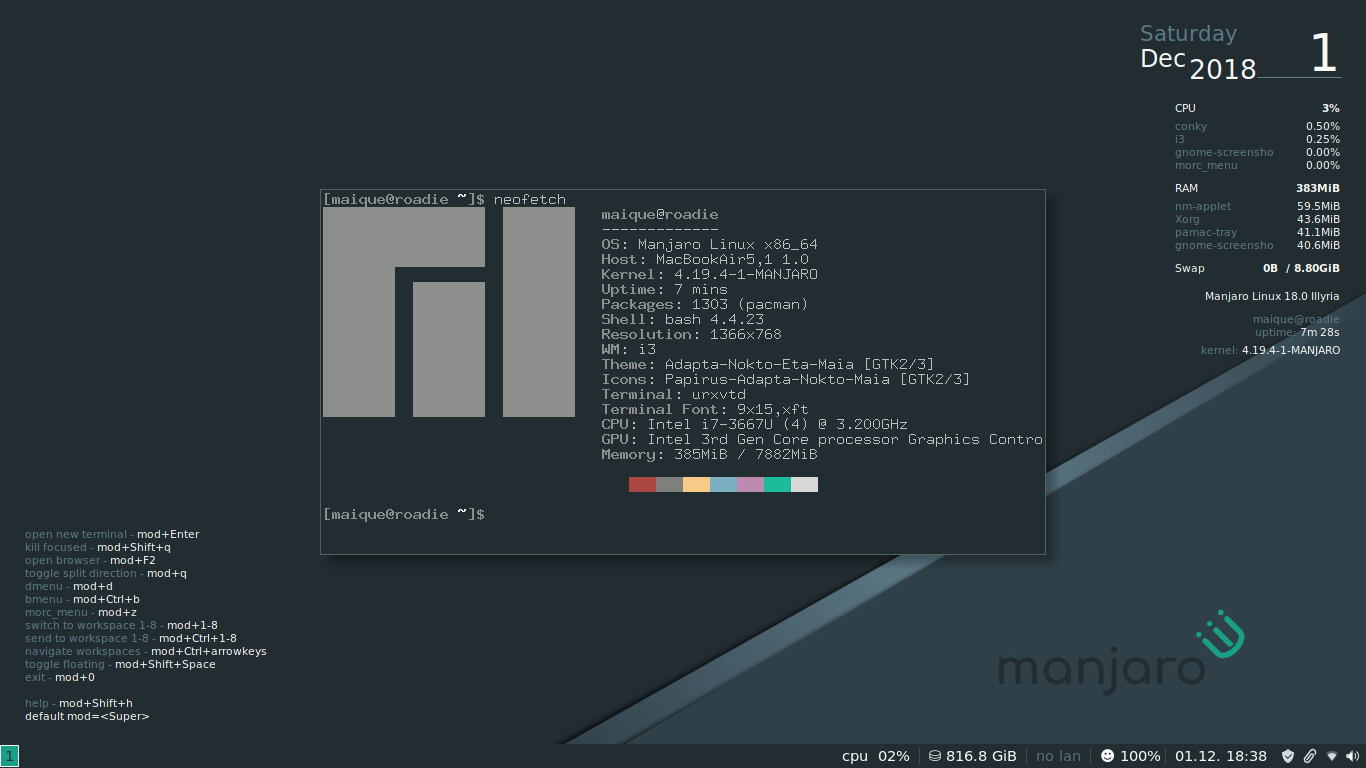 Saturday
Dec 2018 1
CPU 3%
conky 0.50%
i3 0.25%
gnome-screensho 0.00%
morc_menu 0.00%
RAM 383MiB
nm-applet 59.5MiB
Xorg 43.6MiB
pamac-tray 41.1MiB
gnome-screensho 40.6MiB
Swap 0B / 8.80GiB
Manjaro Linux 18.0 Illyria
maique@roadie
uptime: 7m 28s
kernel: 4.19.4-1-MANJARO
[maique@roadie ~]$ neofetch
maique@roadie
-------------
OS: Manjaro Linux x86_64
Host: MacBookAir5,1 1.0
Kernel: 4.19.4-1-MANJARO
Uptime: 7 mins
Packages: 1303 (pacman)
Shell: bash 4.4.23
Resolution: 1366x768
WM: i3
Theme: Adapta-Nokto-Eta-Maia [GTK2/3]
Icons: Papirus-Adapta-Nokto-Maia [GTK2/3]
Terminal: urxvtd
Terminal Font: 9x15,xft
CPU: Intel i7-3667U (4) @ 3.200GHz
GPU: Intel 3rd Gen Core processor Graphics Contro
Memory: 385MiB / 7882MiB
[maique@roadie ~]$
open new terminal - mod+Enter
kill focused - mod+Shift+q
open browser - mod+F2
toggle split direction - mod+q
dmenu - mod+d
bmenu - mod+Ctrl+b
morc_menu - mod+z
switch to workspace 1-8 - mod+1-8
send to workspace 1-8 - mod+Ctrl+1-8
navigate workspaces - mod+Ctrl+arrowkeys
toggle floating - mod+Shift+Space
exit - mod+0
help - mod+Shift+h
default mod=<Super>
manjaro
1 cpu 02% 816.8 GiB no lan 100% 01.12. 18:38